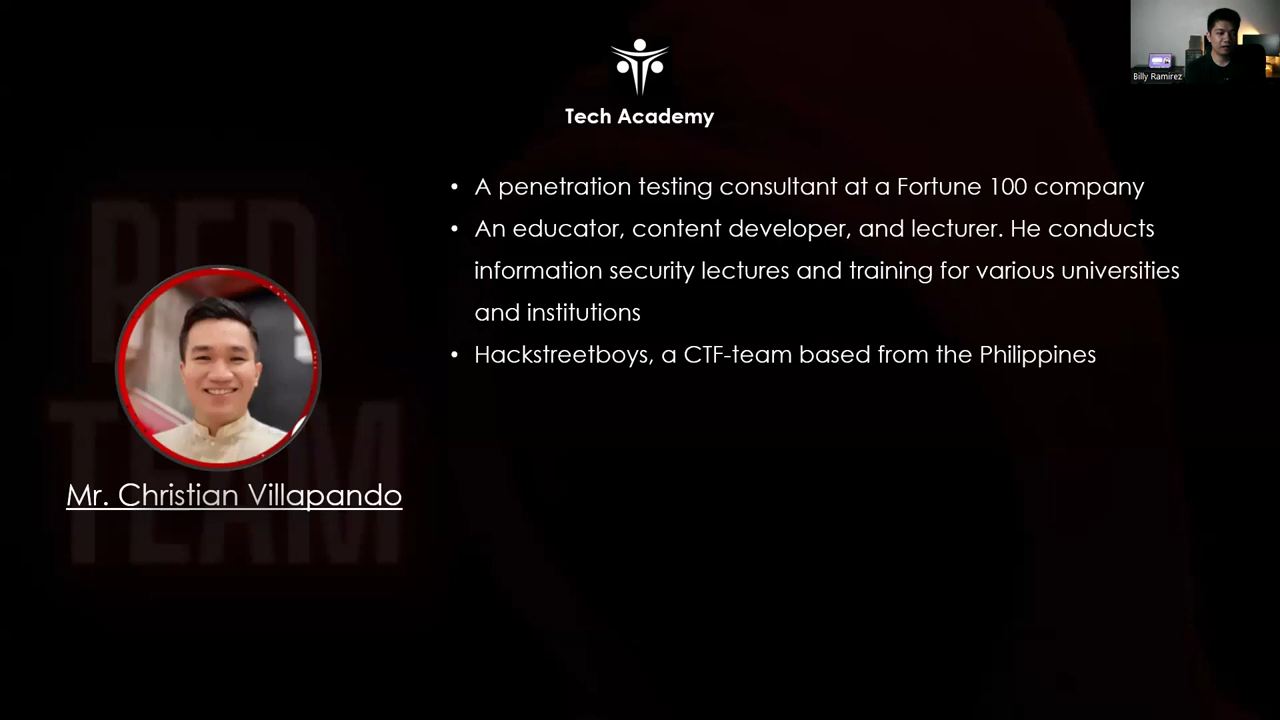 Billy Ramirez
Tech Academy
• A penetration testing consultant at a Fortune 100 company
• An educator, content developer, and lecturer. He conducts
information security lectures and training for various universities
and institutions
• Hackstreetboys, a CTF-team based from the Philippines
RED
TEAM
Mr. Christian Villapando